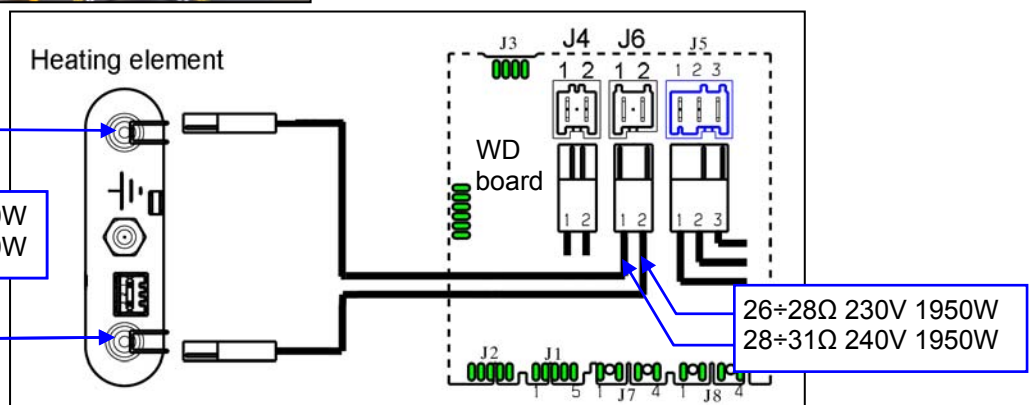 Heating element
J3 J4 J6 J5
1 2 1 2 1 2 3
WD
board
1 2 1 2 1 2 3
W
W
26÷28Ω 230V 1950W
28÷31Ω 240V 1950W
J2 J1
1 5 1 J7 4 1 J8 4